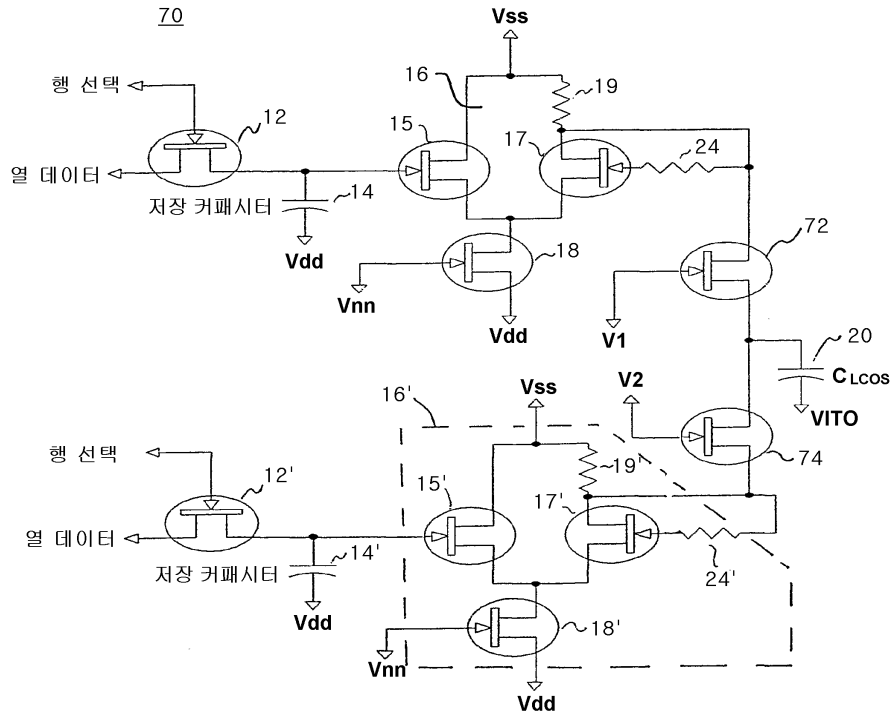 70
Vss
행 선택
12
16
19
15
17
24
열 데이터
14
저장 커패시터
72
Vdd
18
Vnn
Vdd
V1
20
C LCOS
VITO
V2
16'
Vss
74
행 선택
12'
15'
19'
17'
열 데이터
14'
저장 커패시터
24'
Vdd
18'
Vnn
Vdd